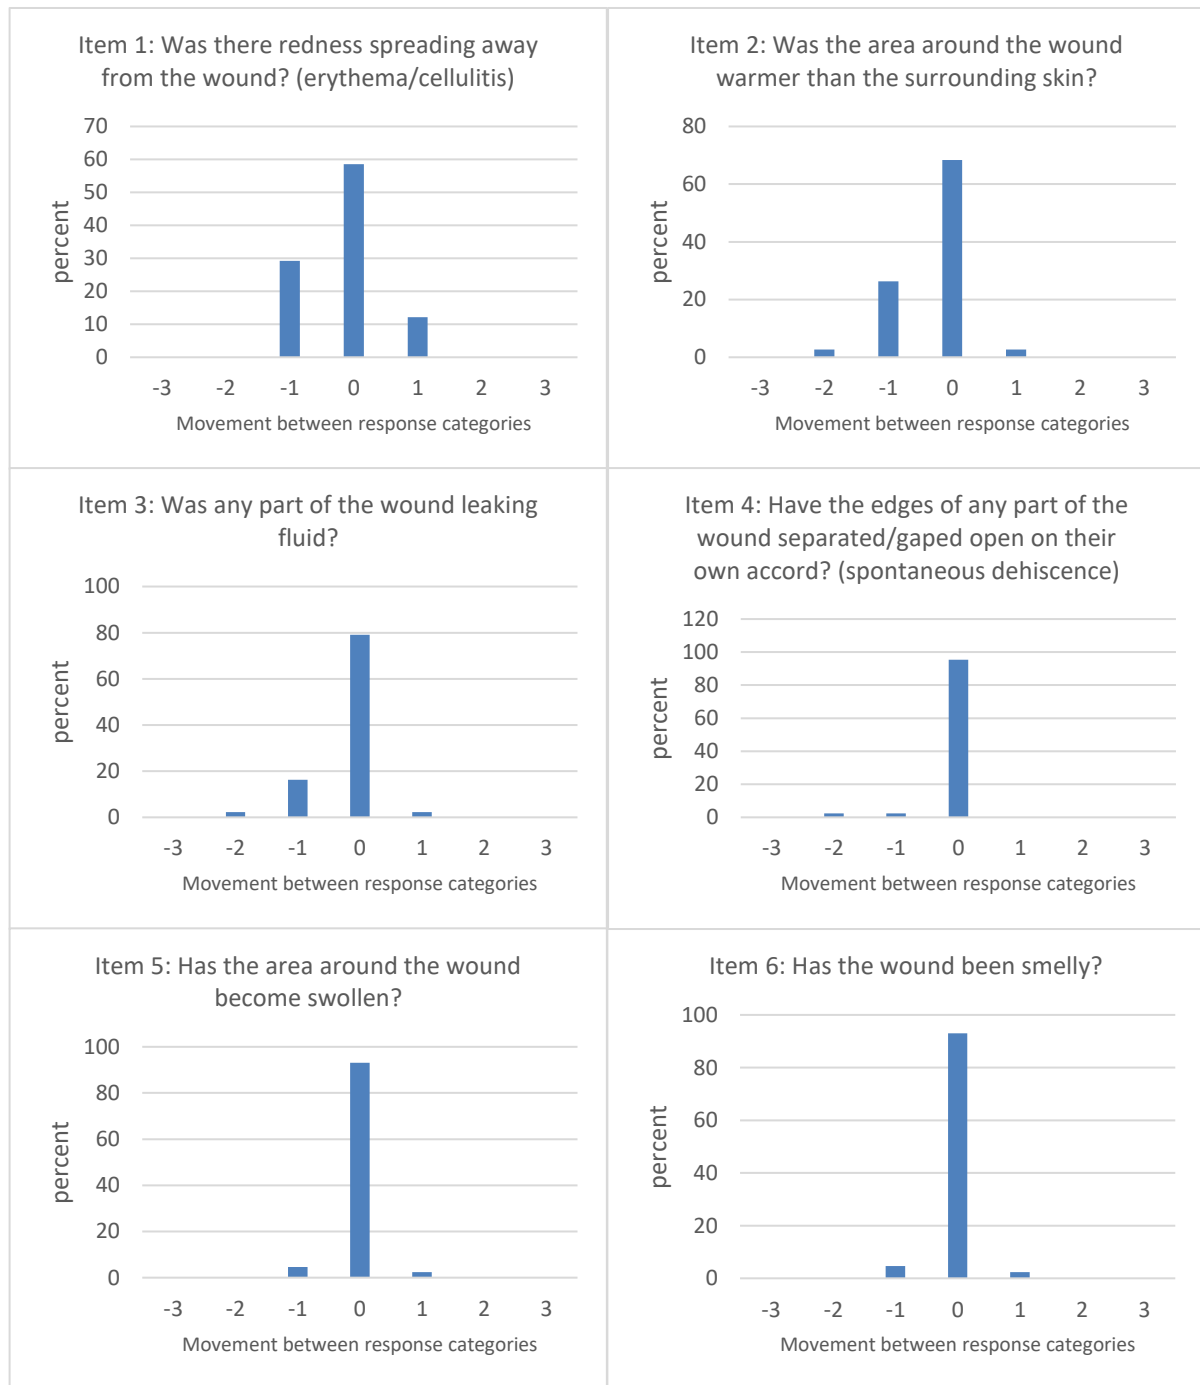 Item 1: Was there redness spreading away
from the wound? (erythema/cellulitis)
70
60
50
40
30
20
10
0
percent
-3 -2 -1 0 1 2 3
Movement between response categories
Item 2: Was the area around the wound
warmer than the surrounding skin?
80
60
40
20
0
percent
-3 -2 -1 0 1 2 3
Movement between response categories
Item 3: Was any part of the wound leaking
fluid?
100
80
60
40
20
0
percent
-3 -2 -1 0 1 2 3
Movement between response categories
Item 4: Have the edges of any part of the
wound separated/gaped open on their
own accord? (spontaneous dehiscence)
120
100
80
60
40
20
0
percent
-3 -2 -1 0 1 2 3
Movement between response categories
Item 5: Has the area around the wound
become swollen?
100
80
60
40
20
0
percent
-3 -2 -1 0 1 2 3
Movement between response categories
Item 6: Has the wound been smelly?
100
80
60
40
20
0
percent
-3 -2 -1 0 1 2 3
Movement between response categories